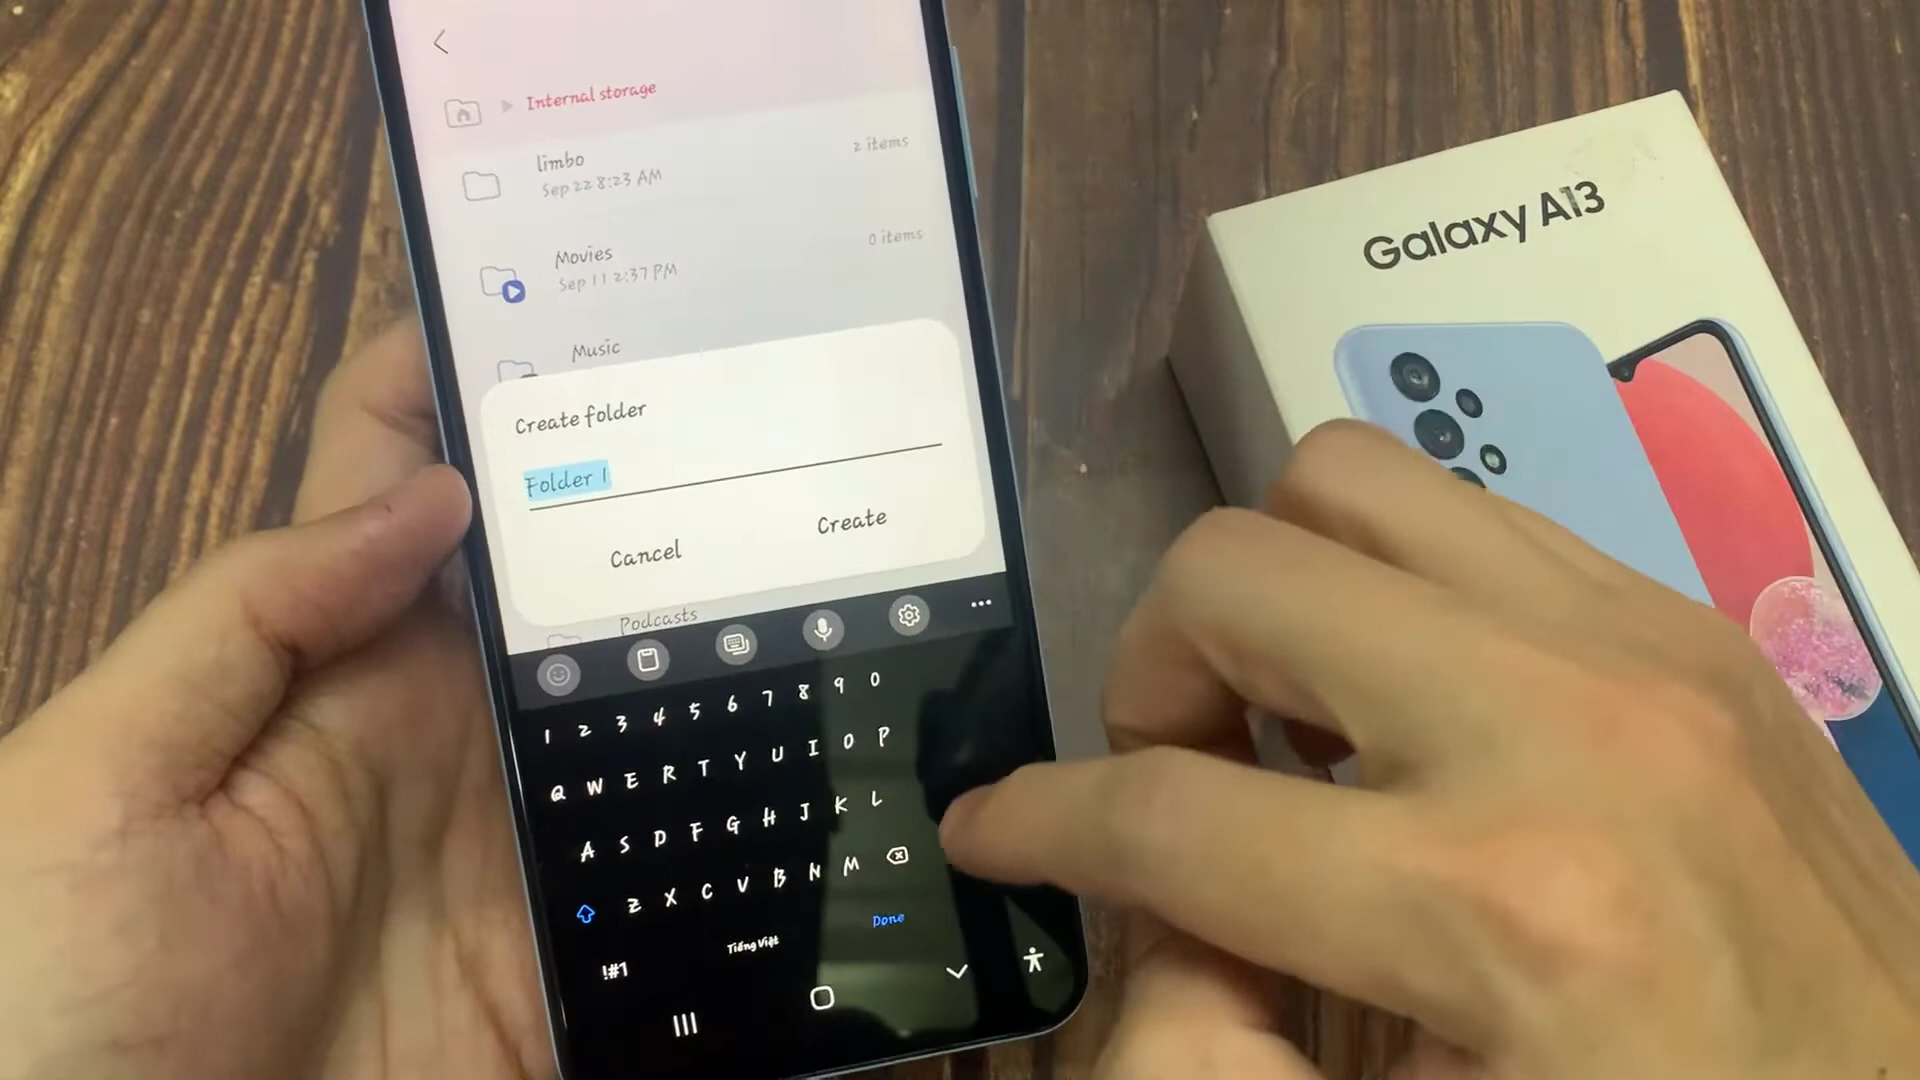 Internal storage
limbo
2 items
Sep 22 8:23 AM
Movies
0 items
Sep 11 2:37 PM
Music
Create folder
Folder 1
Cancel
Create
Podcasts
1 2 3 4 5 6 7 8 9 0
Q W E R T Y U I O P
A S D F G H J K L
Z X C V B N M
!#1
Tiếng Việt
Done
Galaxy A13